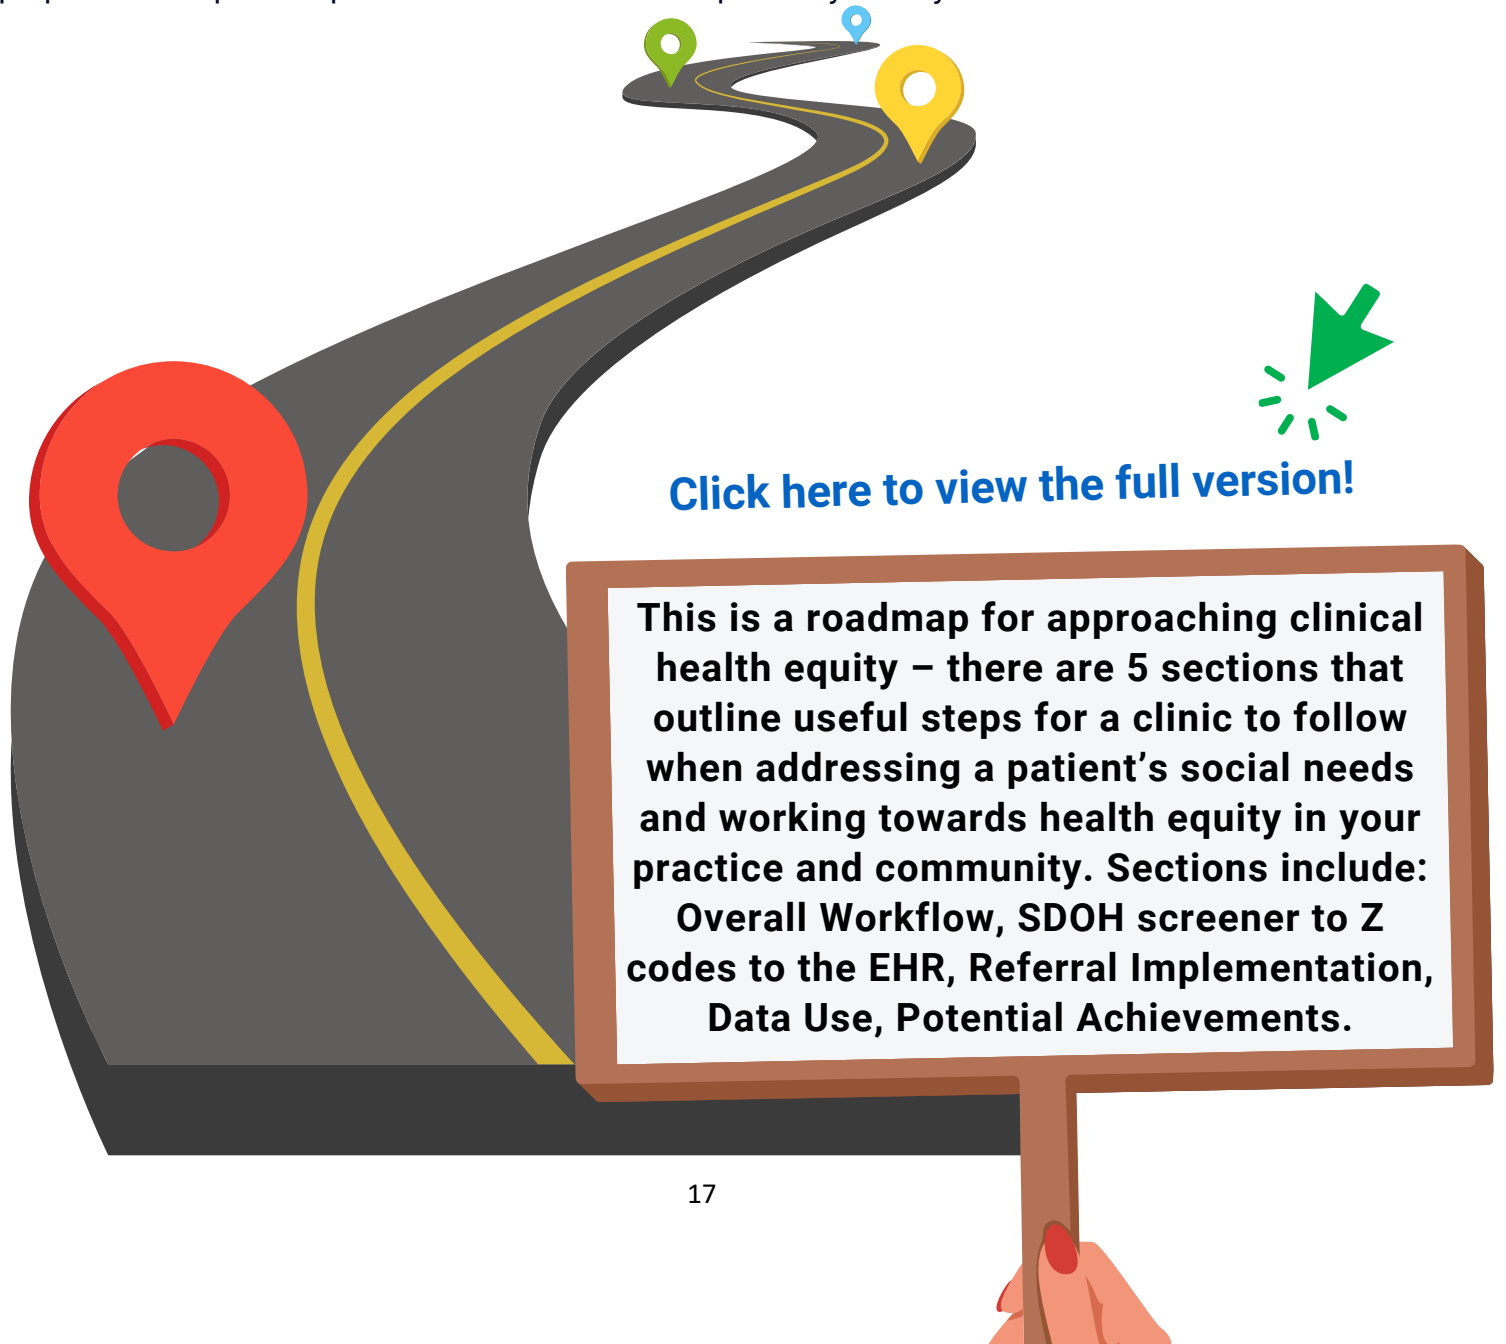 Click here to view the full version!
This is a roadmap for approaching clinical
health equity – there are 5 sections that
outline useful steps for a clinic to follow
when addressing a patient’s social needs
and working towards health equity in your
practice and community. Sections include:
Overall Workflow, SDOH screener to Z
codes to the EHR, Referral Implementation,
Data Use, Potential Achievements.
17